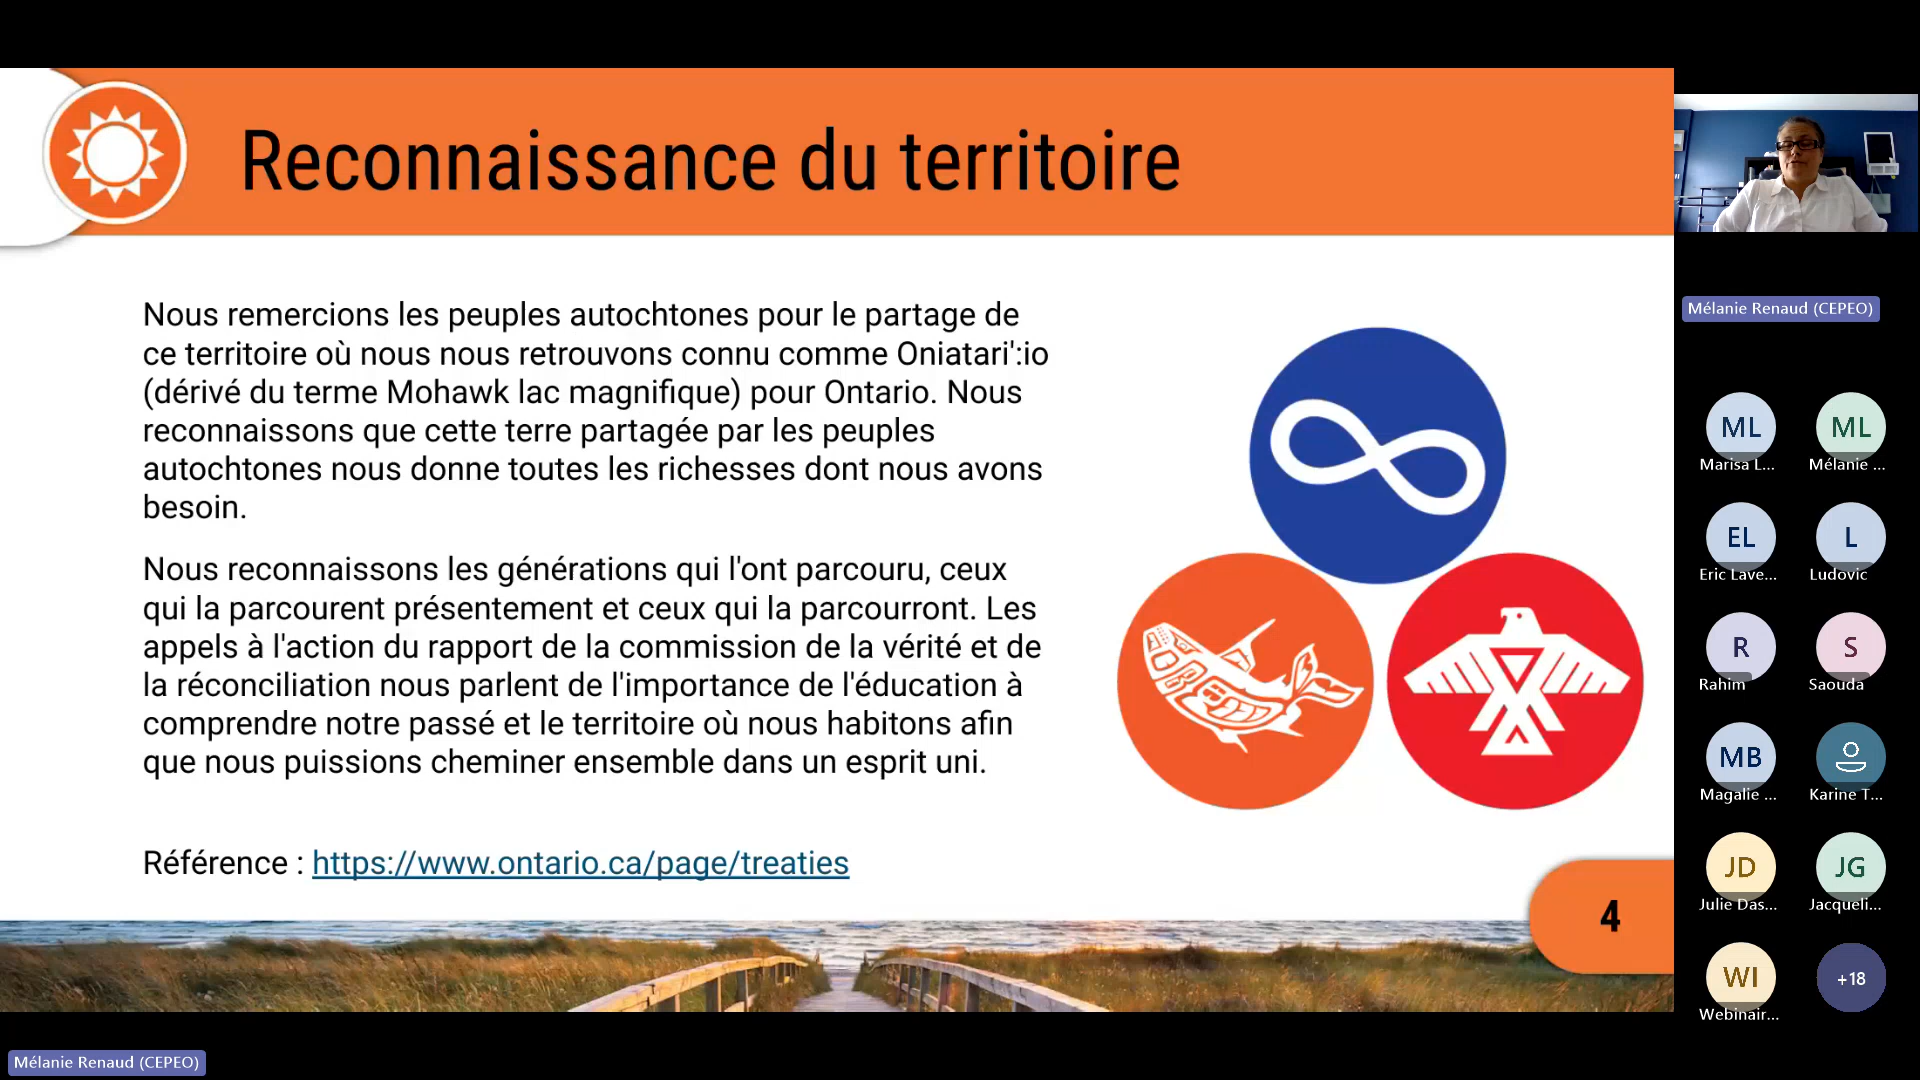 Reconnaissance du territoire
Nous remercions les peuples autochtones pour le partage de
ce territoire où nous nous retrouvons connu comme Oniatari':io
(dérivé du terme Mohawk lac magnifique) pour Ontario. Nous
reconnaissons que cette terre partagée par les peuples
autochtones nous donne toutes les richesses dont nous avons
besoin.
Nous reconnaissons les générations qui l'ont parcouru, ceux
qui la parcourent présentement et ceux qui la parcourront. Les
appels à l'action du rapport de la commission de la vérité et de
la réconciliation nous parlent de l'importance de l'éducation à
comprendre notre passé et le territoire où nous habitons afin
que nous puissions cheminer ensemble dans un esprit uni.
Référence : https://www.ontario.ca/page/treaties
4
Mélanie Renaud (CEPEO)
ML
ML
Marisa L...
Mélanie ...
EL
L
Eric Lave...
Ludovic
R
S
Rahim
Saouda
MB
Magalie ...
Karine T...
JD
JG
Julie Das...
Jacqueli...
WI
+18
Webinair...
Mélanie Renaud (CEPEO)